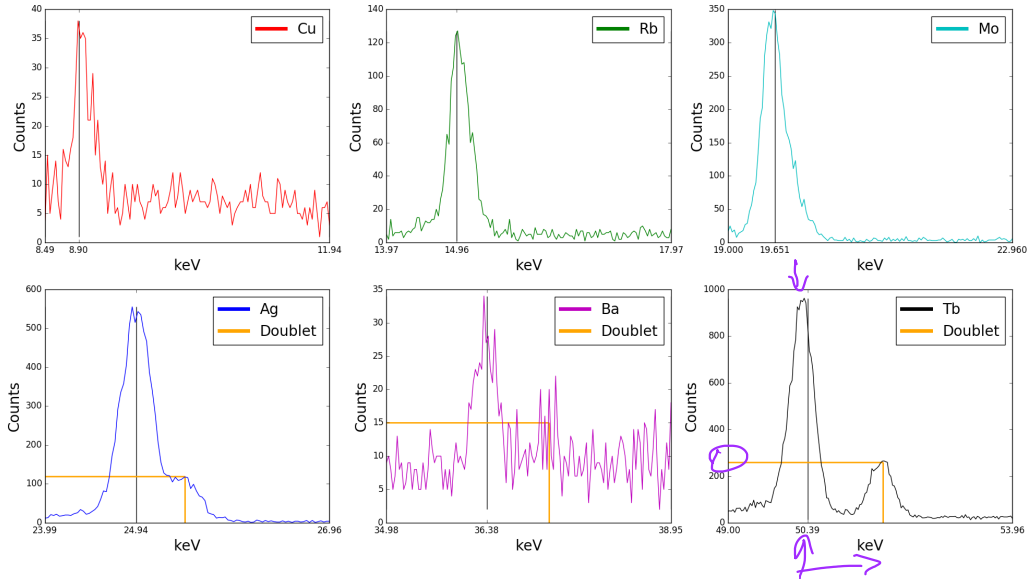 40
35
30
25
20
15
10
5
0
Counts
Cu
8.49 8.90 11.94
keV
140
120
100
80
60
40
20
0
Counts
Rb
13.97 14.96 17.97
keV
350
300
250
200
150
100
50
0
Counts
Mo
19.000 19.651 22.960
keV
600
500
400
300
200
100
0
Counts
Ag
Doublet
23.99 24.94 26.96
keV
35
30
25
20
15
10
5
0
Counts
Ba
Doublet
34.98 36.38 38.95
keV
1000
800
600
400
200
0
Counts
Tb
Doublet
49.00 50.39 53.96
keV